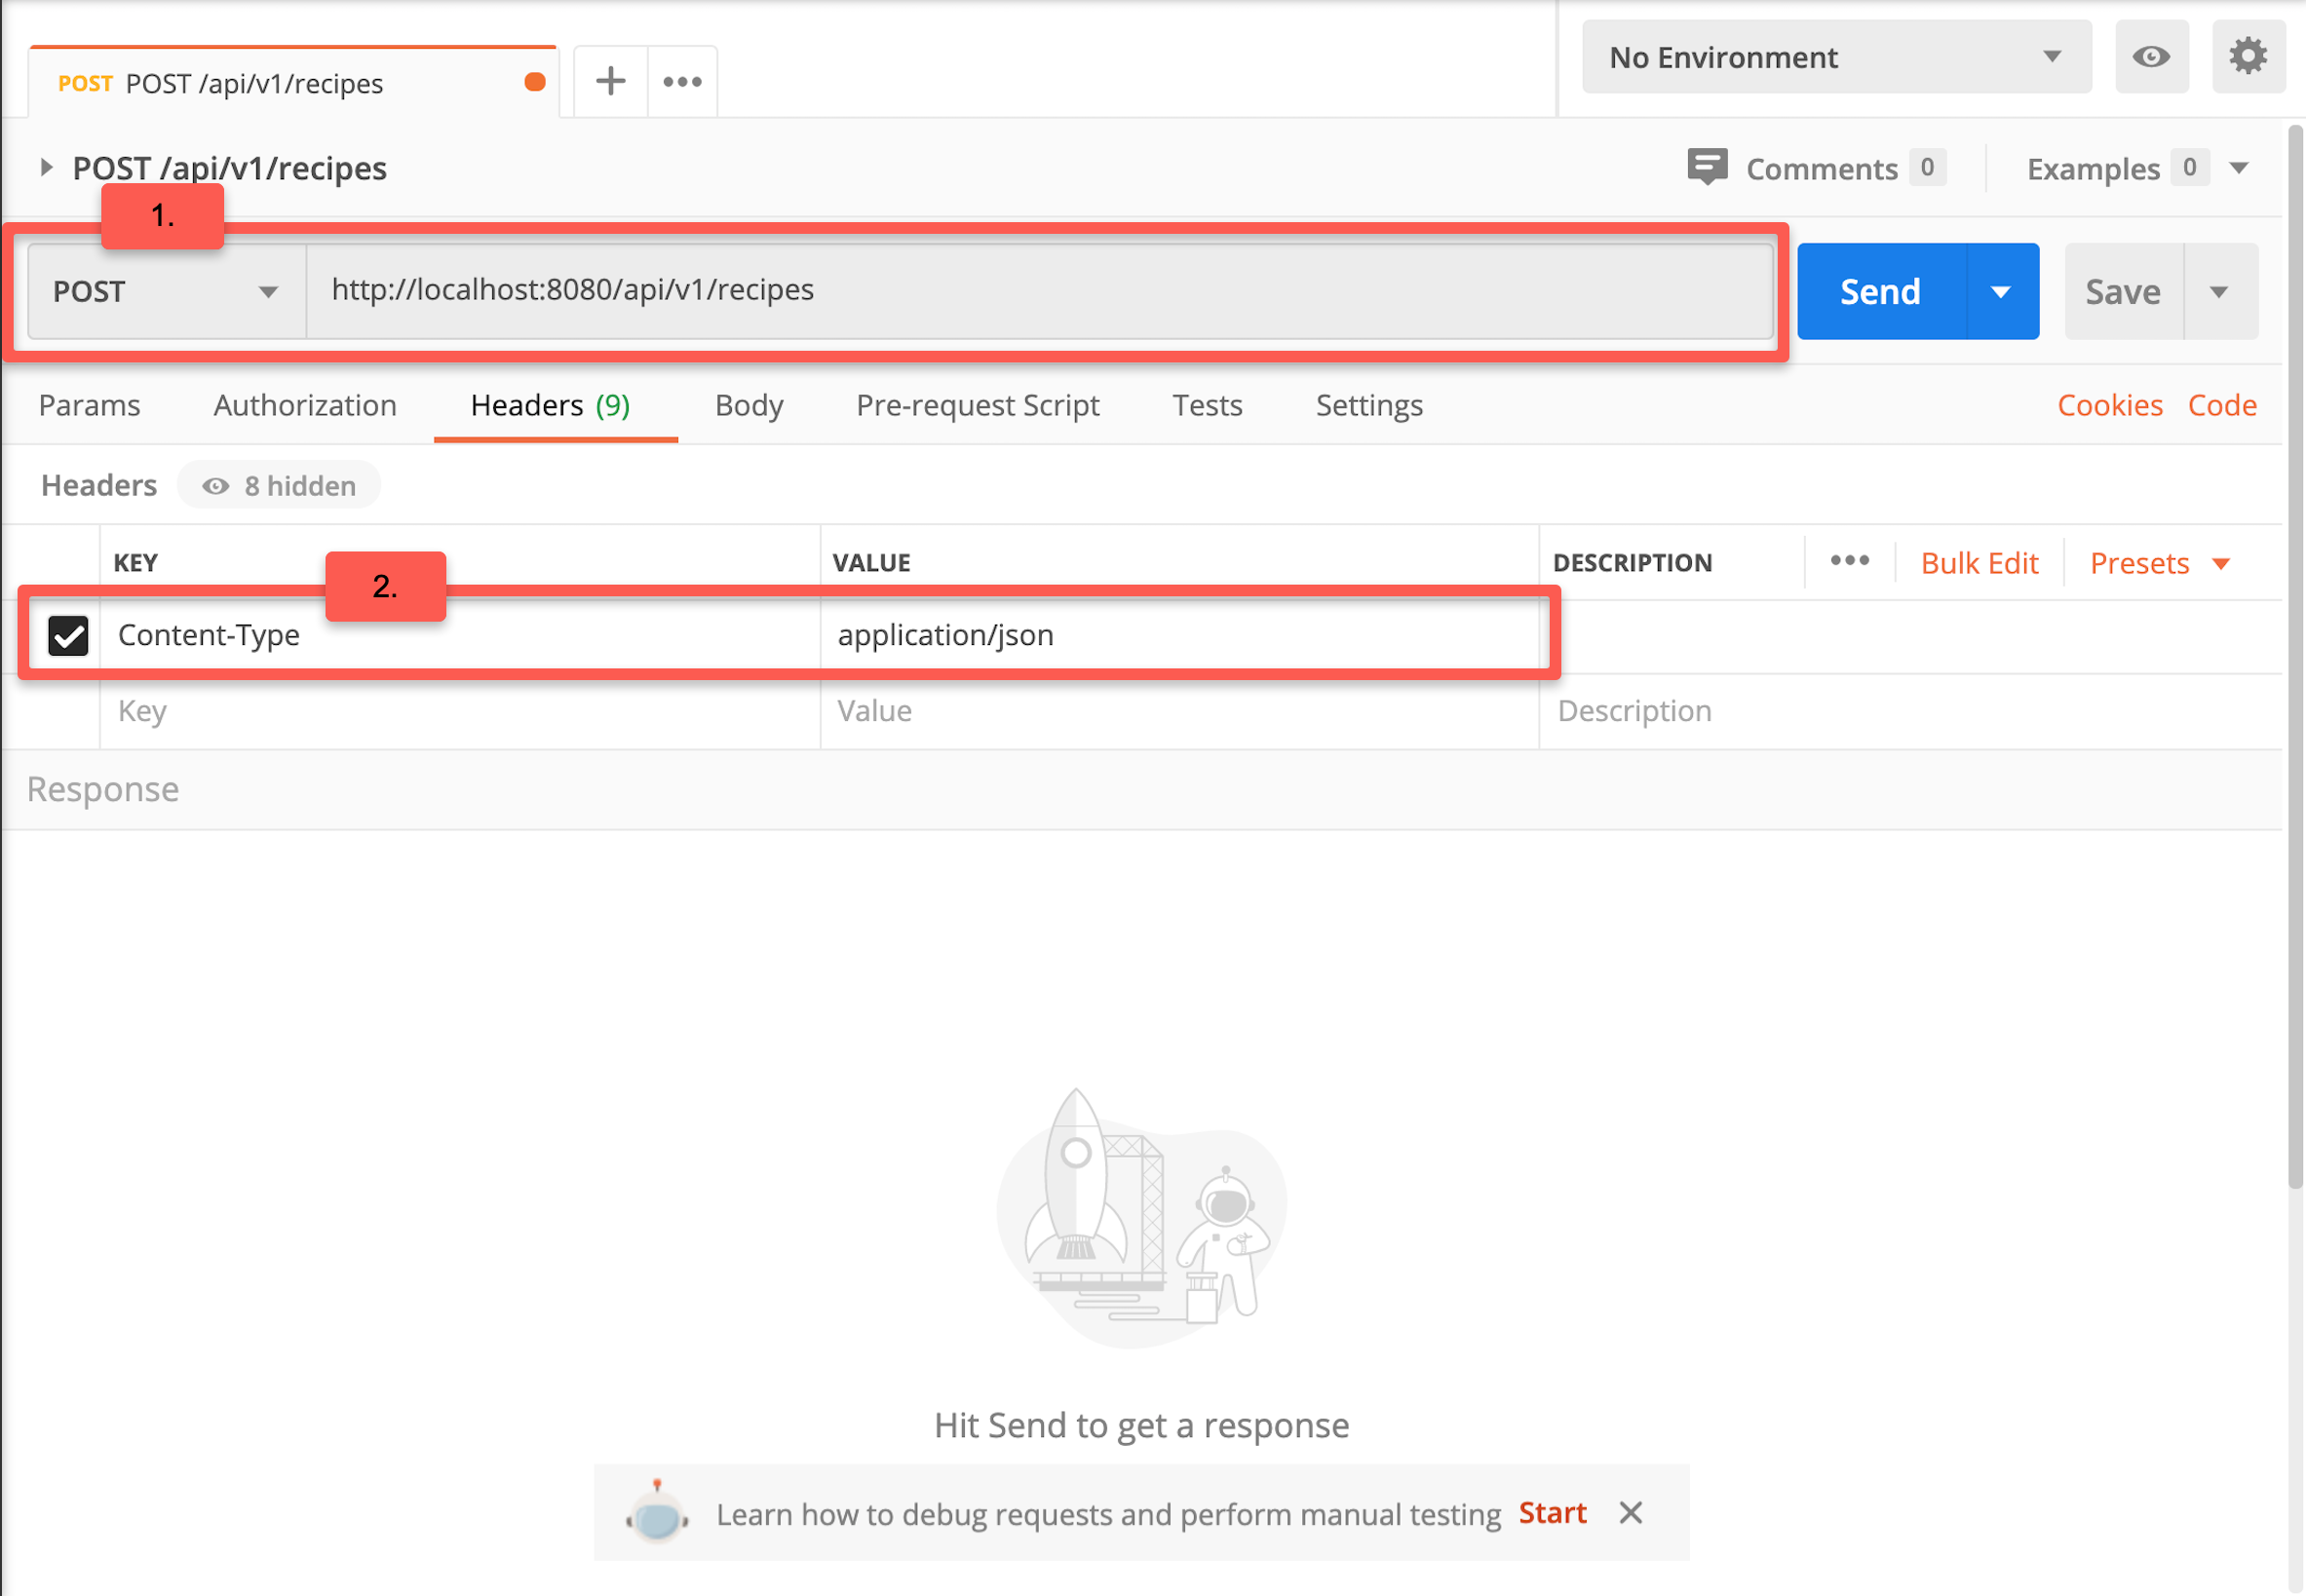 POST POST /api/v1/recipes
No Environment
POST /api/v1/recipes
Comments 0
Examples 0
1.
POST
http://localhost:8080/api/v1/recipes
Send
Save
Params Authorization Headers (9) Body Pre-request Script Tests Settings Cookies Code
Headers 8 hidden
KEY VALUE DESCRIPTION Bulk Edit Presets
2.
Content-Type application/json
Key Value Description
Response
Hit Send to get a response
Learn how to debug requests and perform manual testing Start